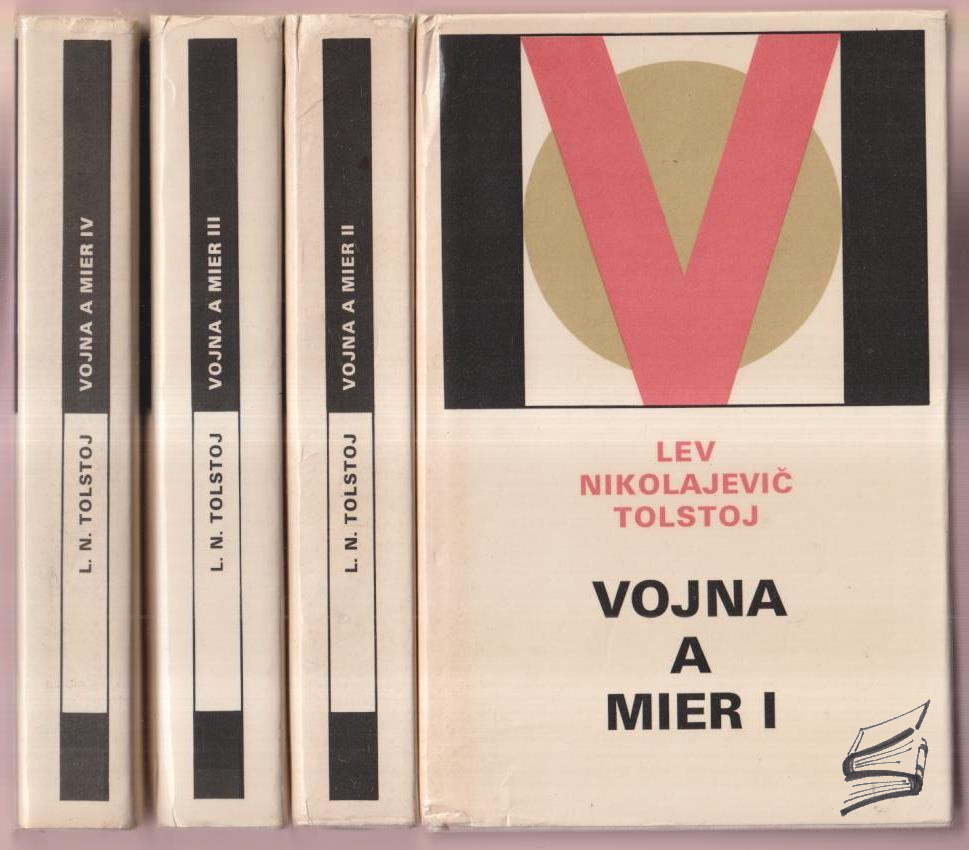 VOJNA A MIER IV
L. N. TOLSTOJ
VOJNA A MIER III
L. N. TOLSTOJ
VOJNA A MIER II
L. N. TOLSTOJ
LEV
NIKOLAJEVIČ
TOLSTOJ
VOJNA
A
MIER I